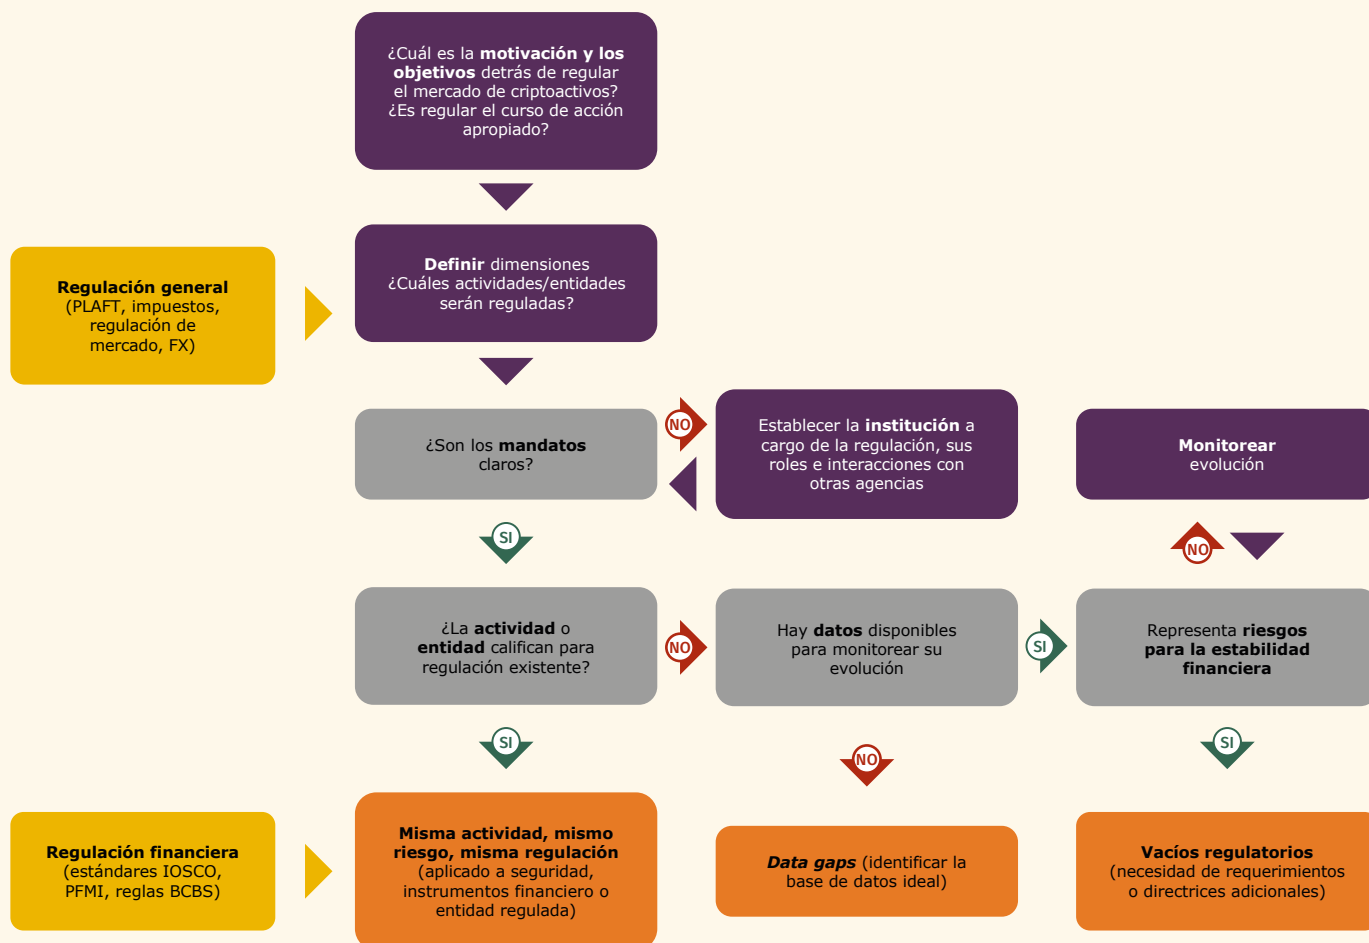 ¿Cuál es la motivación y los
objetivos detrás de regular
el mercado de criptoactivos?
¿Es regular el curso de acción
apropiado?
Regulación general
(PLAFT, impuestos,
regulación de
mercado, FX)
Definir dimensiones
¿Cuáles actividades/entidades
serán reguladas?
¿Son los mandatos
claros?
NO
Establecer la institución a
cargo de la regulación, sus
roles e interacciones con
otras agencias
Monitorear
evolución
SI
NO
¿La actividad o
entidad califican para
regulación existente?
NO
Hay datos disponibles
para monitorear su
evolución
SI
Representa riesgos
para la estabilidad
financiera
SI
NO
SI
Regulación financiera
(estándares IOSCO,
PFMI, reglas BCBS)
Misma actividad, mismo
riesgo, misma regulación
(aplicado a seguridad,
instrumentos financiero o
entidad regulada)
Data gaps (identificar la
base de datos ideal)
Vacíos regulatorios
(necesidad de requerimientos
o directrices adicionales)